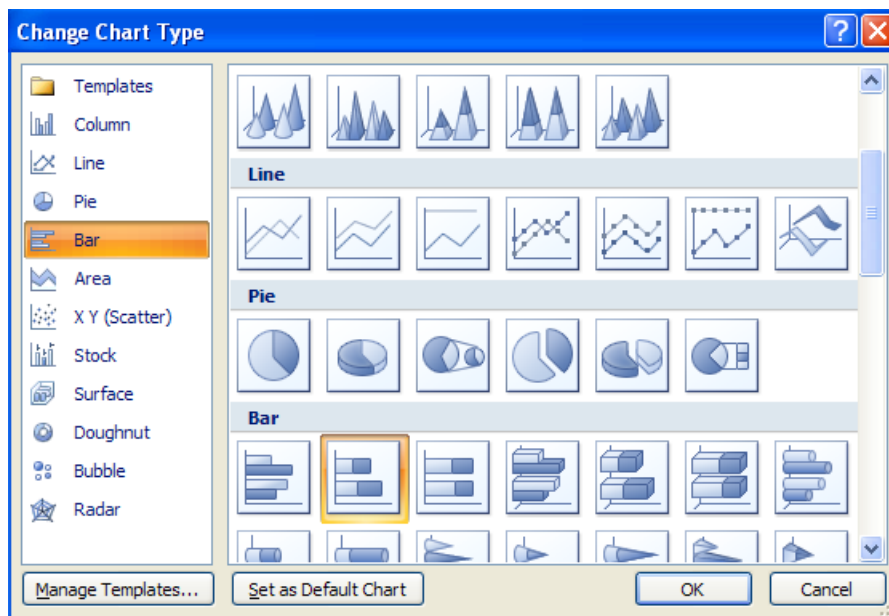 Change Chart Type
Templates
Column
Line
Pie
Bar
Area
X Y (Scatter)
Stock
Surface
Doughnut
Bubble
Radar
Line
Pie
Bar
Manage Templates...
Set as Default Chart
OK
Cancel